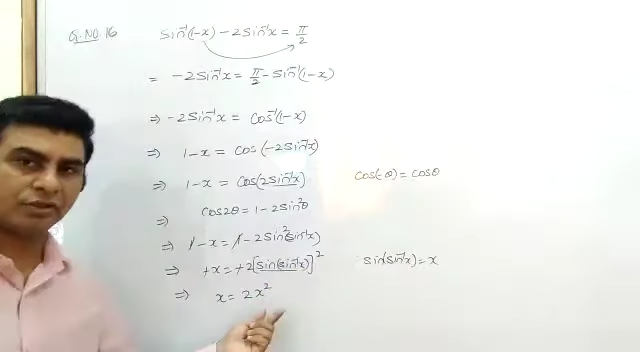 Q.NO.16 sin⁻¹(1-x) - 2sin⁻¹x = π/2
= -2sin⁻¹x = π/2 - sin⁻¹(1-x)
⇒ -2sin⁻¹x = cos⁻¹(1-x)
⇒ 1-x = cos(-2sin⁻¹x)
⇒ 1-x = cos(2sin⁻¹x) cos(-θ) = cosθ
⇒ cos2θ = 1-2sin²θ
⇒ 1-x = 1-2sin²(sin⁻¹x)
⇒ +x = +2[sin(sin⁻¹x)]² sin(sin⁻¹x) = x
⇒ x = 2x²